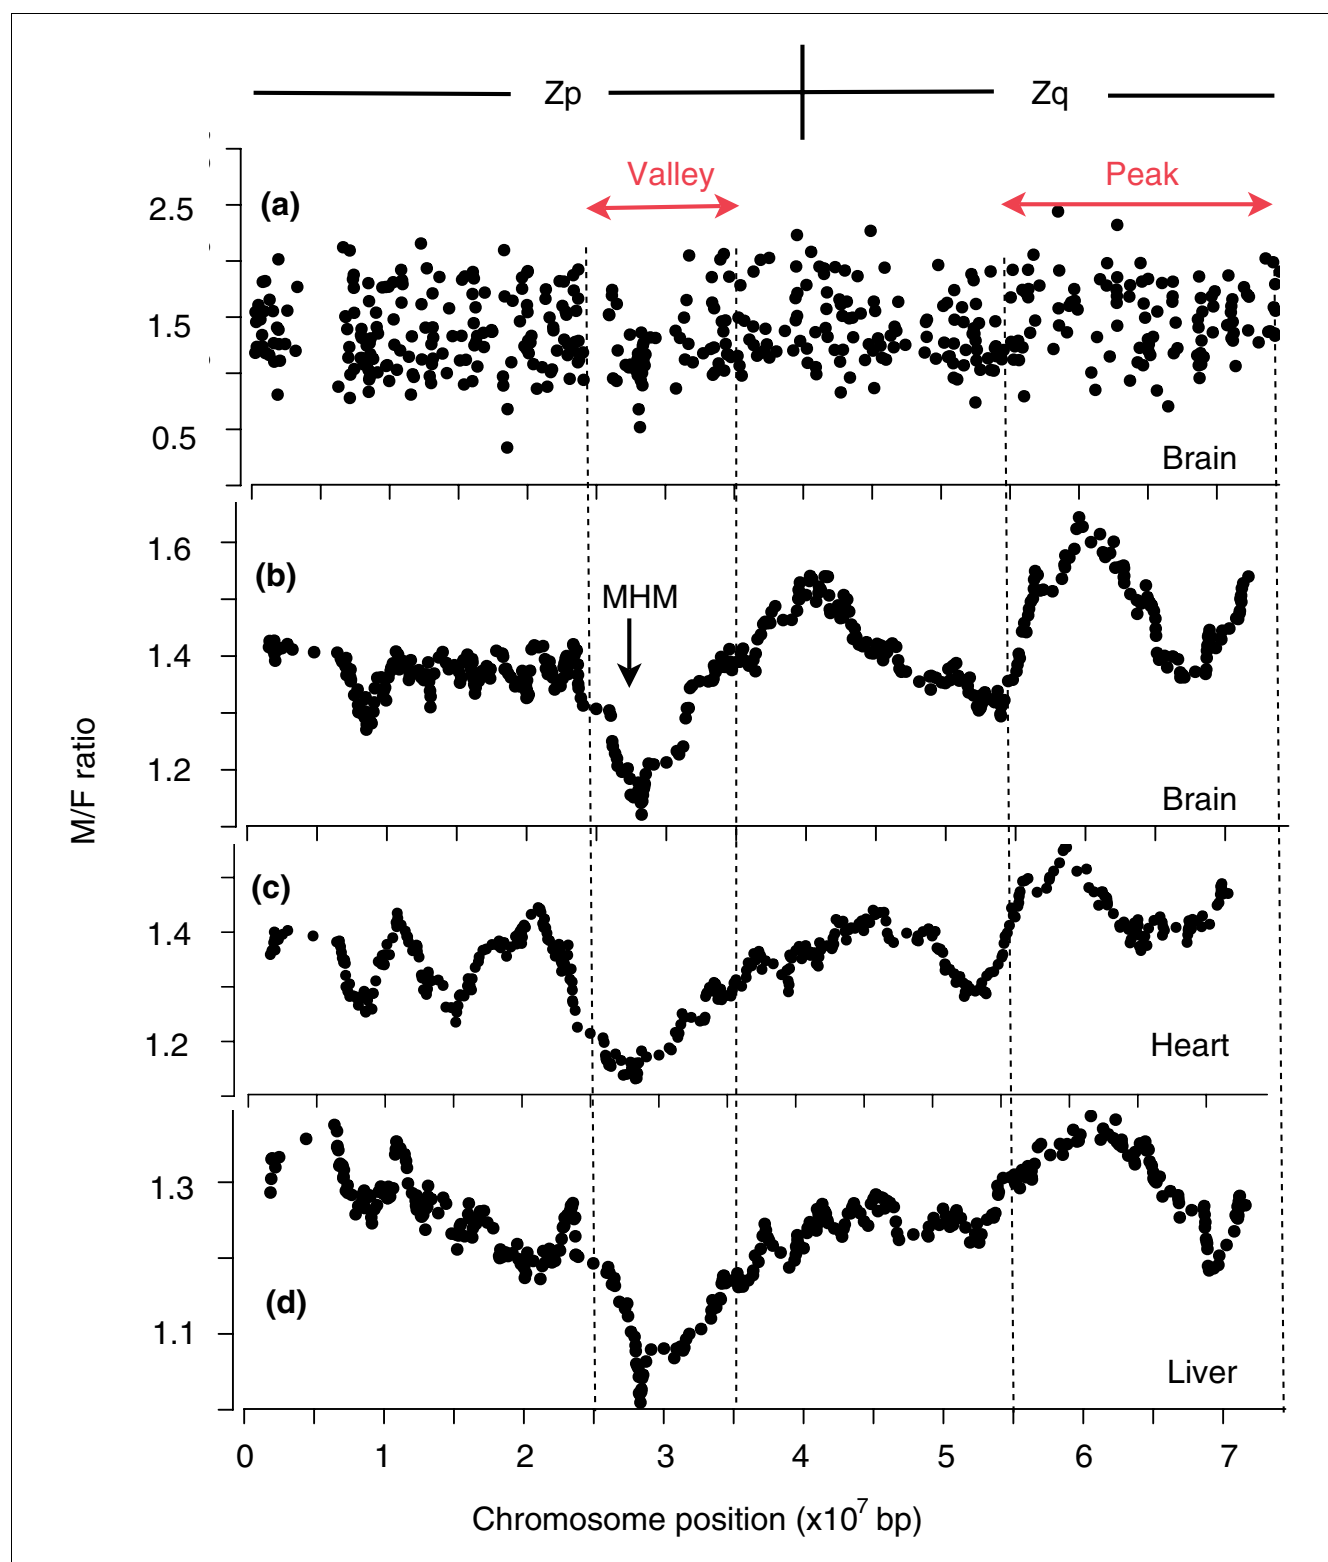 Zp Zq
Valley Peak
(a)
2.5
1.5
0.5
Brain
1.6
(b)
MHM
1.4
1.2
Brain
M/F ratio
(c)
1.4
1.2
Heart
1.3
(d)
1.1
Liver
0 1 2 3 4 5 6 7
Chromosome position (x10⁷ bp)